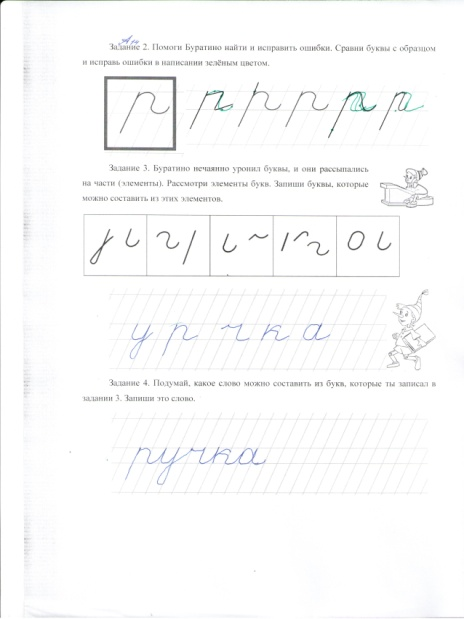 Задание 2. Помоги Буратино найти и исправить ошибки. Сравни буквы с образцом
и исправь ошибки в написании зелёным цветом.
р р р р р р
Задание 3. Буратино нечаянно уронил буквы, и они рассыпались
на части (элементы). Рассмотри элементы букв. Запиши буквы, которые
можно составить из этих элементов.
у р ч к а
Задание 4. Подумай, какое слово можно составить из букв, которые ты записал в
задании 3. Запиши это слово.
ручка